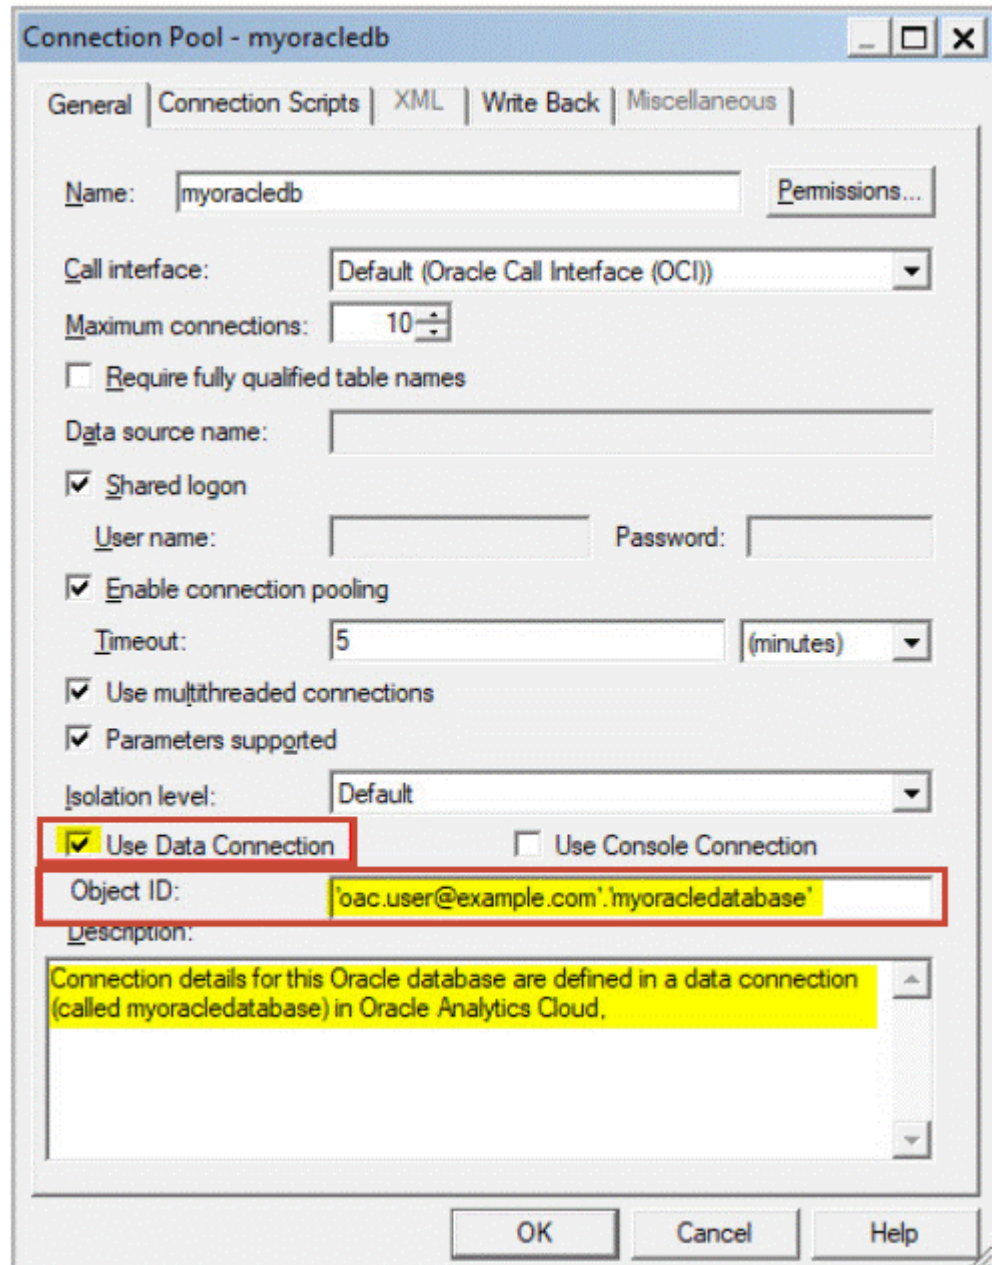 Connection Pool - myoracledb
General Connection Scripts XML Write Back Miscellaneous
Name: myoracledb Permissions...
Call interface: Default (Oracle Call Interface (OCI))
Maximum connections: 10
Require fully qualified table names
Data source name:
Shared logon
User name: Password:
Enable connection pooling
Timeout: 5 (minutes)
Use multithreaded connections
Parameters supported
Isolation level: Default
Use Data Connection Use Console Connection
Object ID: 'oac.user@example.com'.'myoracledatabase'
Description:
Connection details for this Oracle database are defined in a data connection
(called myoracledatabase) in Oracle Analytics Cloud,
OK Cancel Help